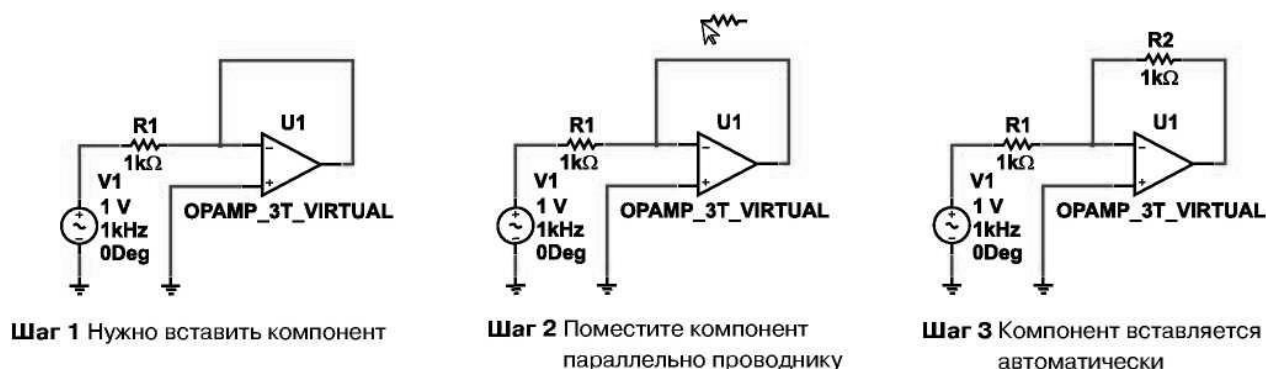 R1
1kΩ
U1
V1
1 V
1kHz
0Deg
OPAMP_3T_VIRTUAL
Шаг 1 Нужно вставить компонент
R1
1kΩ
U1
V1
1 V
1kHz
0Deg
OPAMP_3T_VIRTUAL
Шаг 2 Поместите компонент
параллельно проводнику
R2
1kΩ
R1
1kΩ
U1
V1
1 V
1kHz
0Deg
OPAMP_3T_VIRTUAL
Шаг 3 Компонент вставляется
автоматически